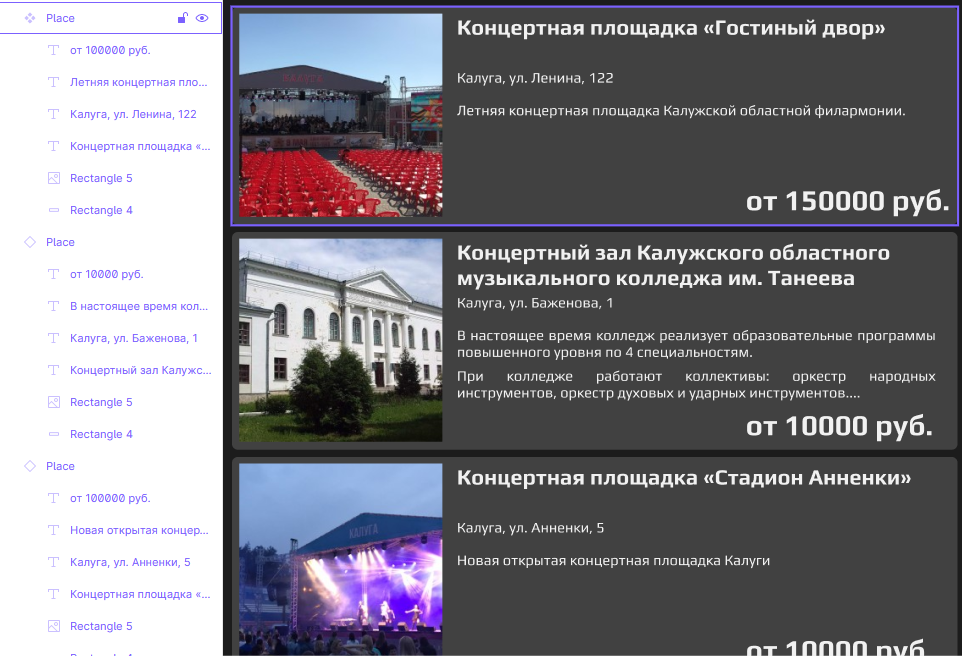 Place
от 100000 руб.
Летняя концертная пло...
Калуга, ул. Ленина, 122
Концертная площадка «...
Rectangle 5
Rectangle 4
Place
от 10000 руб.
В настоящее время кол...
Калуга, ул. Баженова, 1
Концертный зал Калужс...
Rectangle 5
Rectangle 4
Place
от 100000 руб.
Новая открытая концер...
Калуга, ул. Анненки, 5
Концертная площадка «...
Rectangle 5
Rectangle 4
Концертная площадка «Гостиный двор»
Калуга, ул. Ленина, 122
Летняя концертная площадка Калужской областной филармонии.
от 150000 руб.
КАЛУГА
Концертный зал Калужского областного
музыкального колледжа им. Танеева
Калуга, ул. Баженова, 1
В настоящее время колледж реализует образовательные программы
повышенного уровня по 4 специальностям.
При колледже работают коллективы: оркестр народных
инструментов, оркестр духовых и ударных инструментов....
от 10000 руб.
Концертная площадка «Стадион Анненки»
Калуга, ул. Анненки, 5
Новая открытая концертная площадка Калуги
КАЛУГА
от 10000 руб.